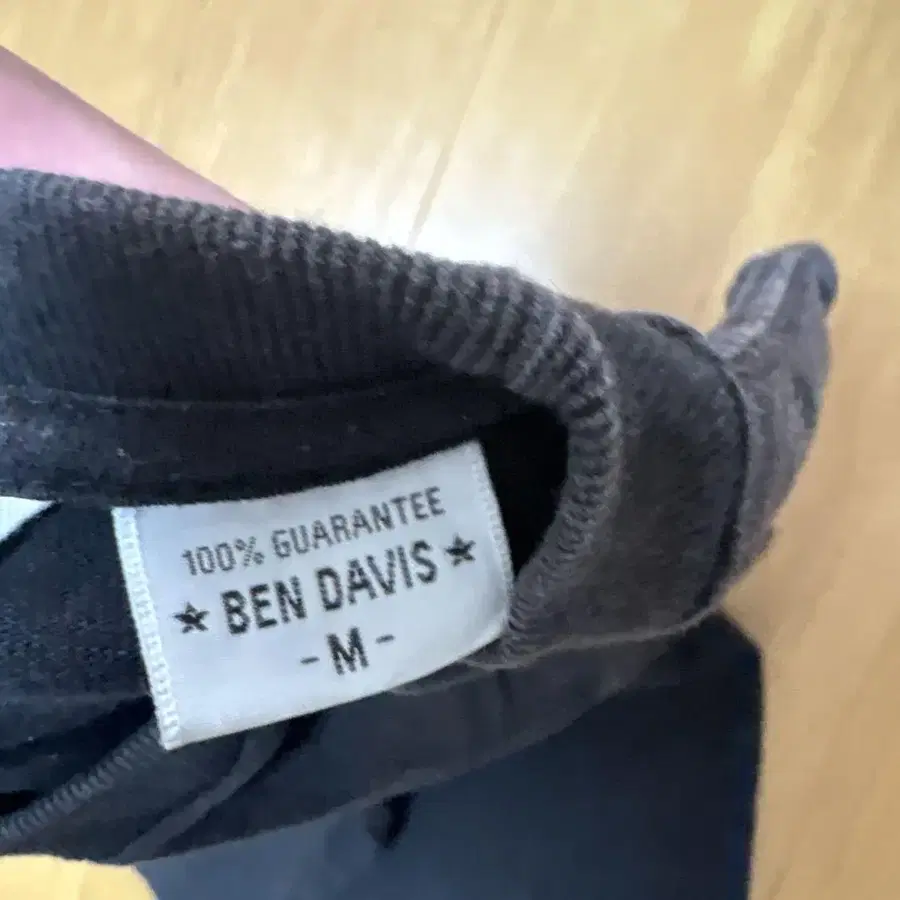 100% GUARANTEE
★ BEN DAVIS ★
- M -